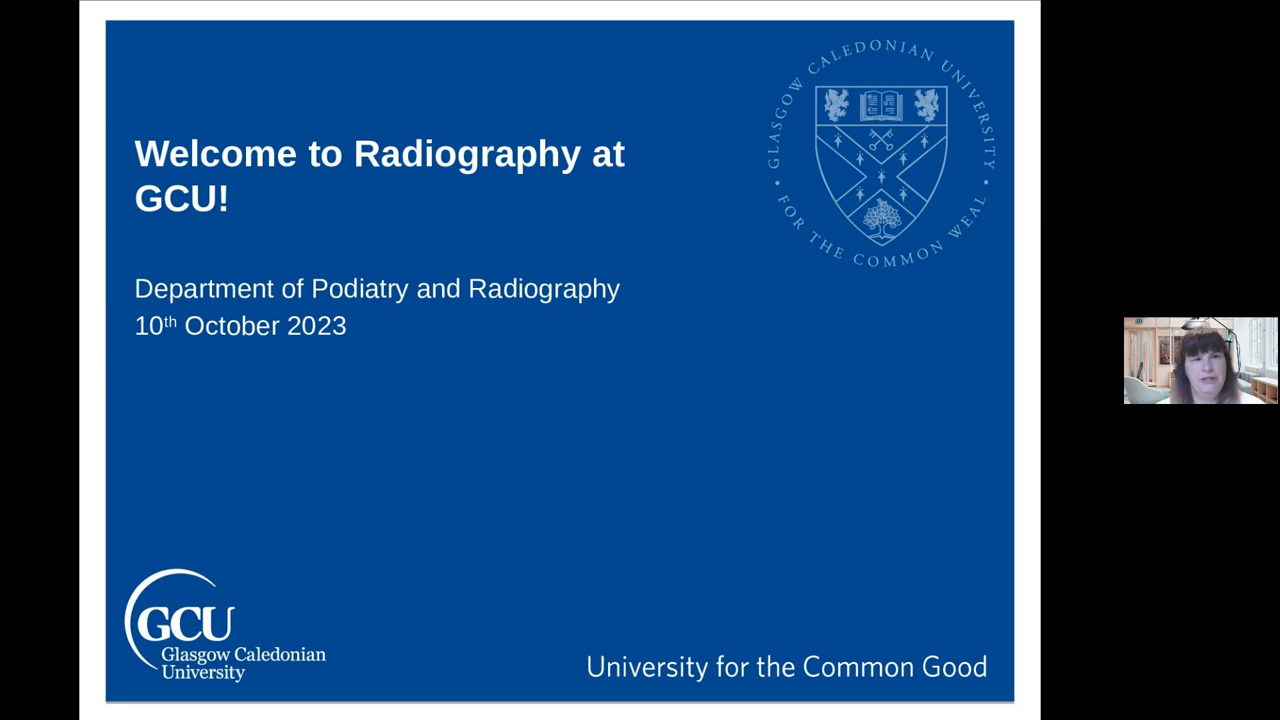 GLASGOW CALEDONIAN UNIVERSITY
• FOR THE COMMON WEAL •
Welcome to Radiography at
GCU!
Department of Podiatry and Radiography
10th October 2023
GCU
Glasgow Caledonian
University
University for the Common Good